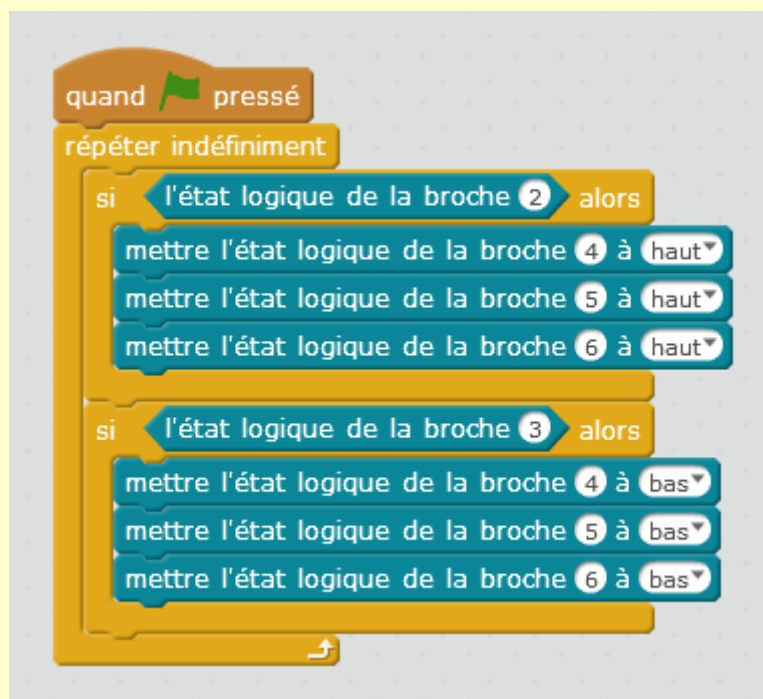 quand pressé
répéter indéfiniment
si l'état logique de la broche 2 alors
mettre l'état logique de la broche 4 à haut
mettre l'état logique de la broche 5 à haut
mettre l'état logique de la broche 6 à haut
si l'état logique de la broche 3 alors
mettre l'état logique de la broche 4 à bas
mettre l'état logique de la broche 5 à bas
mettre l'état logique de la broche 6 à bas